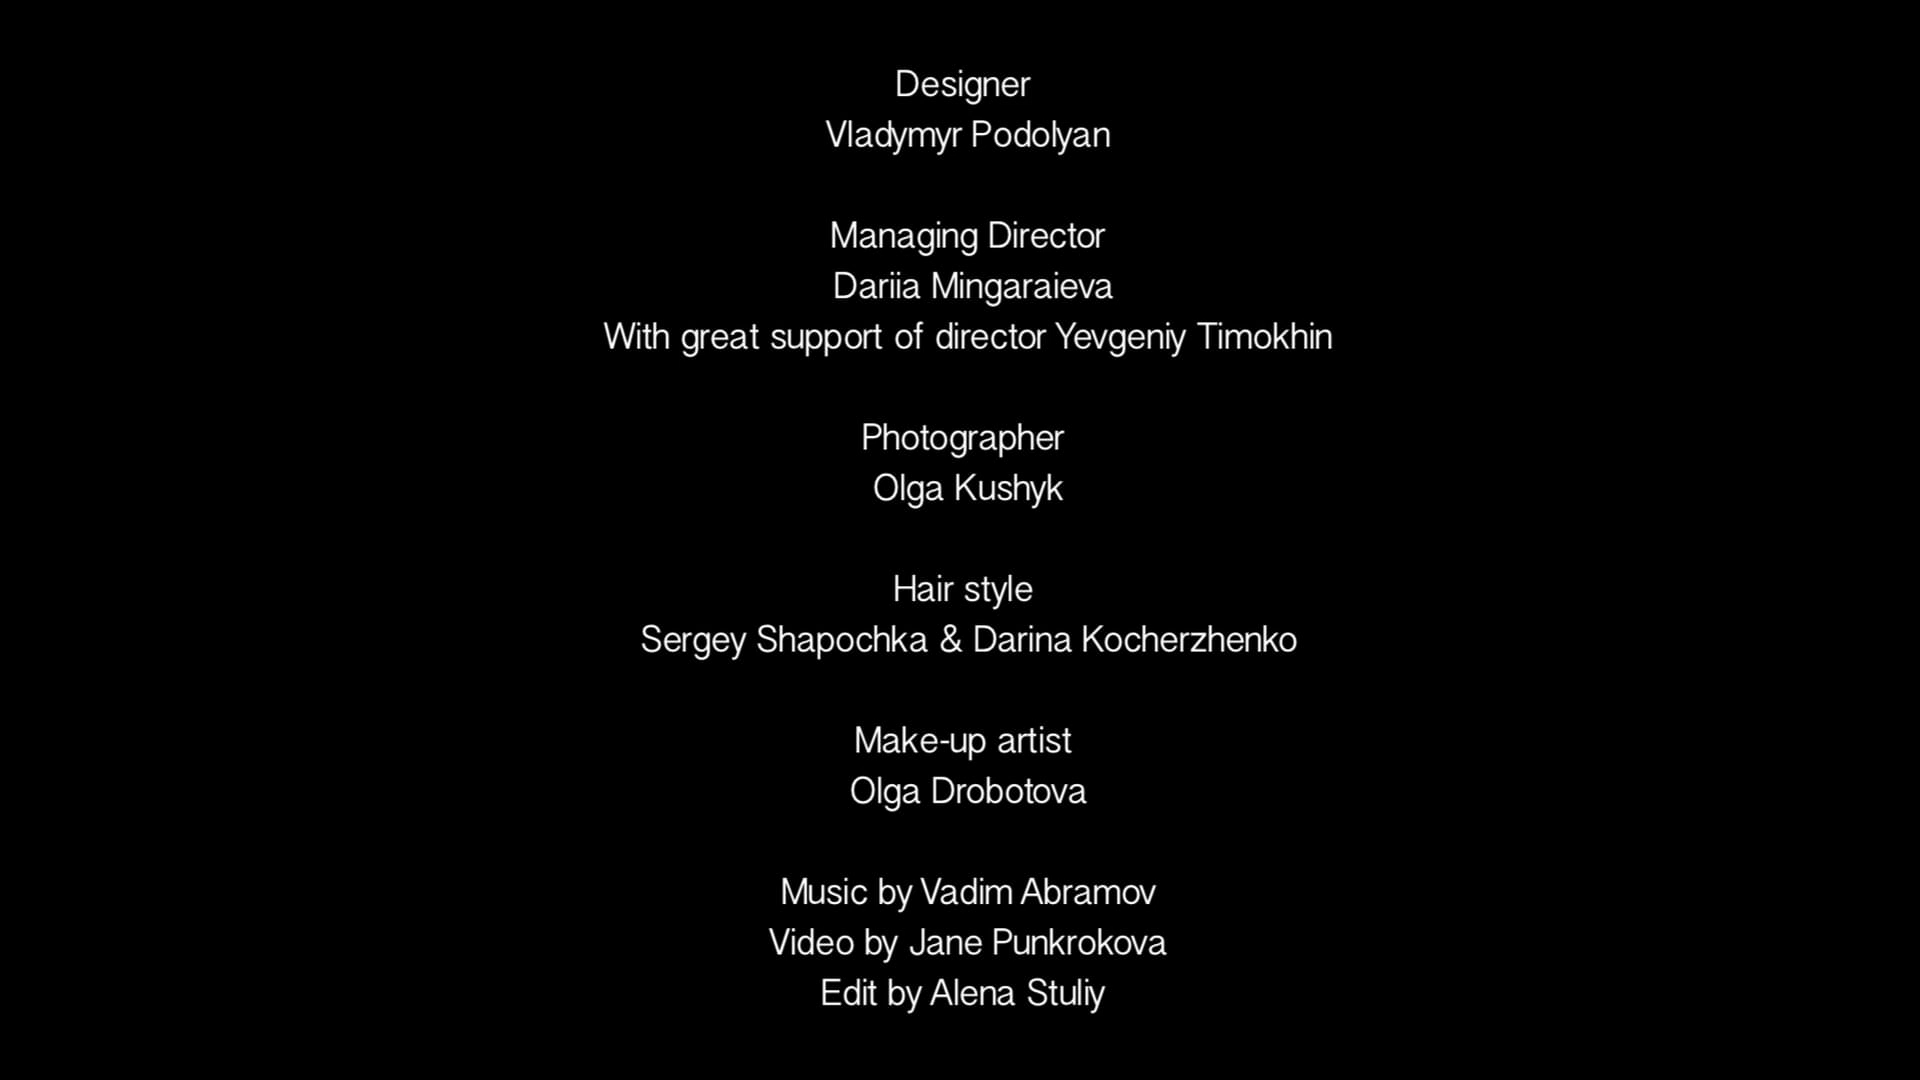 Designer
Vladymyr Podolyan
Managing Director
Dariia Mingaraieva
With great support of director Yevgeniy Timokhin
Photographer
Olga Kushyk
Hair style
Sergey Shapochka & Darina Kocherzhenko
Make-up artist
Olga Drobotova
Music by Vadim Abramov
Video by Jane Punkrokova
Edit by Alena Stuliy